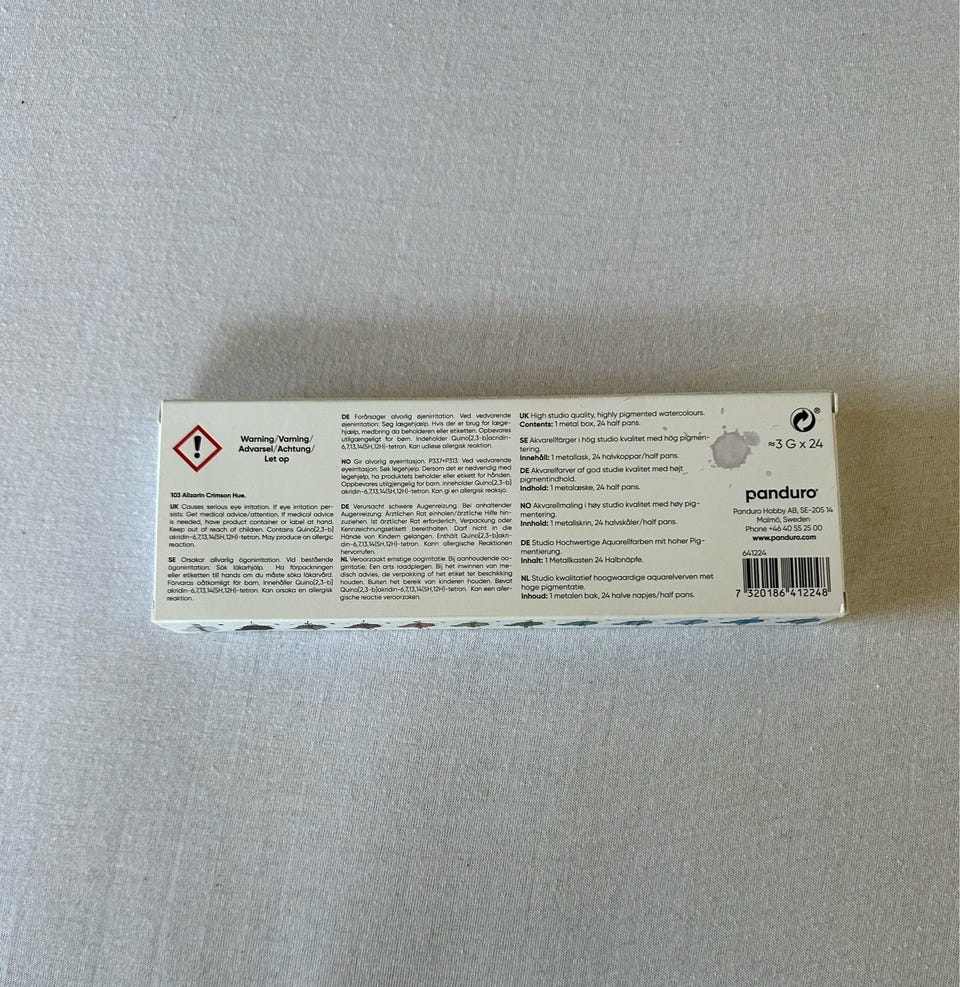 Warning/Varning/
Advarsel/Achtung/
Let op
103 Alizarin Crimson Hue.
UK Causes serious eye irritation. If eye irritation per-
sists: Get medical advice/attention. If medical advice
is needed, have product container or label at hand.
Keep out of reach of children. Contains Quino[2,3-b]
akridin-6,7,13,14(5H,12H)-tetron. May produce an allergic
reaction.
SE Orsakar allvarlig ögonirritation. Vid bestående
ögonirritation: Sök läkarhjälp. Ha förpackningen
eller etiketten till hands om du måste söka läkarvård.
Förvaras oåtkomligt för barn. Innehåller Quino[2,3-b]
akridin-6,7,13,14(5H,12H)-tetron. Kan orsaka en allergisk
reaktion.
DE Forårsager alvorlig øjenirritation. Ved vedvarende
øjenirritation: Søg lægehjælp. Hvis der er brug for læge-
hjælp, medbring da beholderen eller etiketten. Opbevares
utilgængeligt for børn. Indeholder Quino[2,3-b]acridin-
6,7,13,14(5H,12H)-tetron. Kan udløse allergisk reaktion.
NO Gir alvorlig øyeirritasjon. P337+P313: Ved vedvarende
øyeirritasjon: Søk legehjelp. Dersom det er nødvendig med
legehjelp, ha produktets beholder eller etikett for hånden.
Oppbevares utilgjengelig for barn. Inneholder Quino[2,3-b]
akridin-6,7,13,14(5H,12H)-tetron. Kan gi en allergisk reaksjo.
DE Verursacht schwere Augenreizung. Bei anhaltender
Augenreizung: Ärztlichen Rat einholen/ärztliche Hilfe hin-
zuziehen. Ist ärztlicher Rat erforderlich, Verpackung oder
Kennzeichnungsetikett bereithalten. Darf nicht in die
Hände von Kindern gelangen. Enthält Quino[2,3-b]ak-
ridin-6,7,13,14(5H,12H)-tetron. Kann allergische Reaktionen
hervorrufen.
NL Veroorzaakt ernstige oogirritatie. Bij aanhoudende oo-
girritatie: Een arts raadplegen. Bij het inwinnen van me-
disch advies, de verpakking of het etiket ter beschikking
houden. Buiten het bereik van kinderen houden. Bevat
Quino[2,3-b]akridin-6,7,13,14(5H,12H)-tetron. Kan een aller-
gische reactie veroorzaken.
UK High studio quality, highly pigmented watercolours.
Contents: 1 metal box, 24 half pans.
SE Akvarellfärger i hög studio kvalitet med hög pigmen-
tering.
Innehåll: 1 metallask, 24 halvkoppar/half pans.
DK Akvarelfarver af god studie kvalitet med højt
pigmentindhold.
Indhold: 1 metalæske, 24 half pans.
NO Akvarellmaling i høy studio kvalitet med høy pig-
mentering.
Innhold: 1 metallskrin, 24 halvskåler/half pans.
DE Studio Hochwertige Aquarellfarben mit hoher Pig-
mentierung.
Inhalt: 1 Metallkasten 24 Halbnäpfe.
NL Studio kwalitatief hoogwaardige aquarelverven met
hoge pigmentatie.
Inhoud: 1 metalen bak, 24 halve napjes/half pans.
®
≈3 G x 24
panduro®
Panduro Hobby AB, SE-205 14
Malmö, Sweden
Phone +46 40 55 25 00
www.panduro.com
641224
7 320186 412248